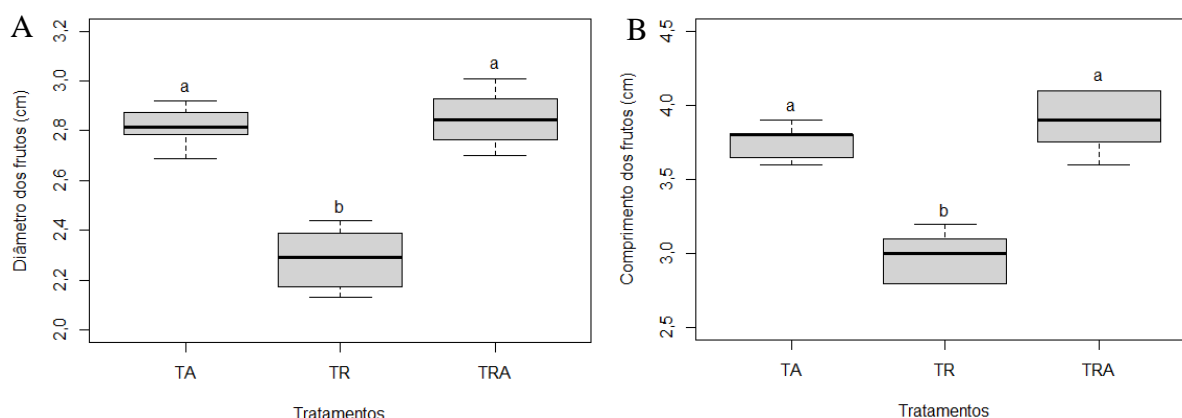 A
Diâmetro dos frutos (cm)
3,2
3,0
2,8
2,6
2,4
2,2
2,0
a
b
a
TA
TR
TRA
Tratamentos
B
Comprimento dos frutos (cm)
4,5
4,0
3,5
3,0
2,5
a
b
a
TA
TR
TRA
Tratamentos